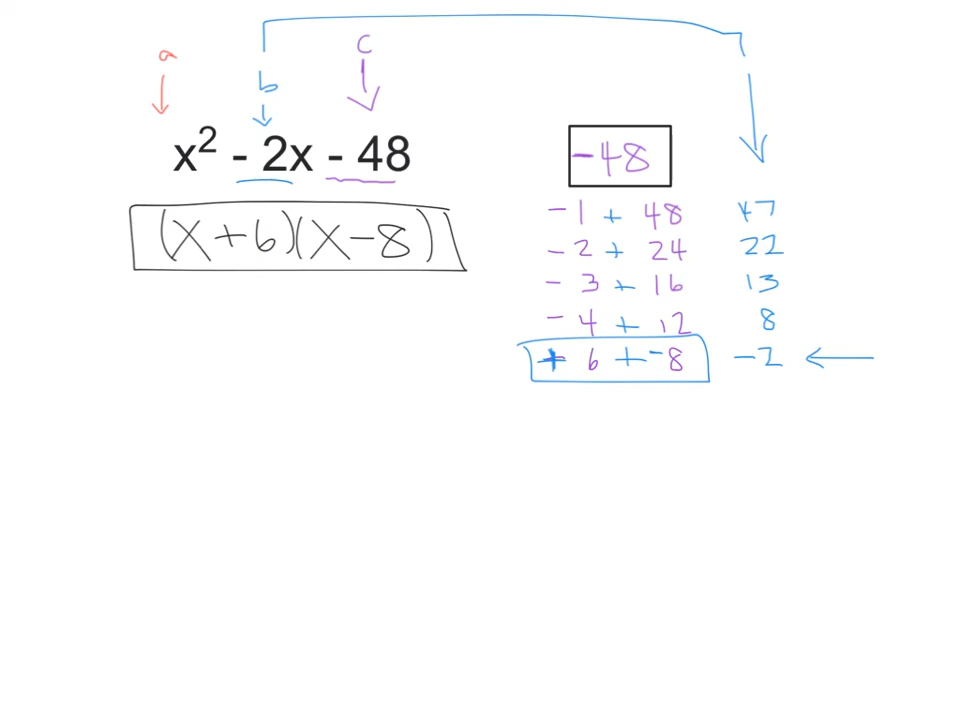 a
b
c
x² - 2x - 48
(x + 6)(x - 8)
-48
-1 + 48 47
-2 + 24 22
-3 + 16 13
-4 + 12 8
+6 + -8 -2